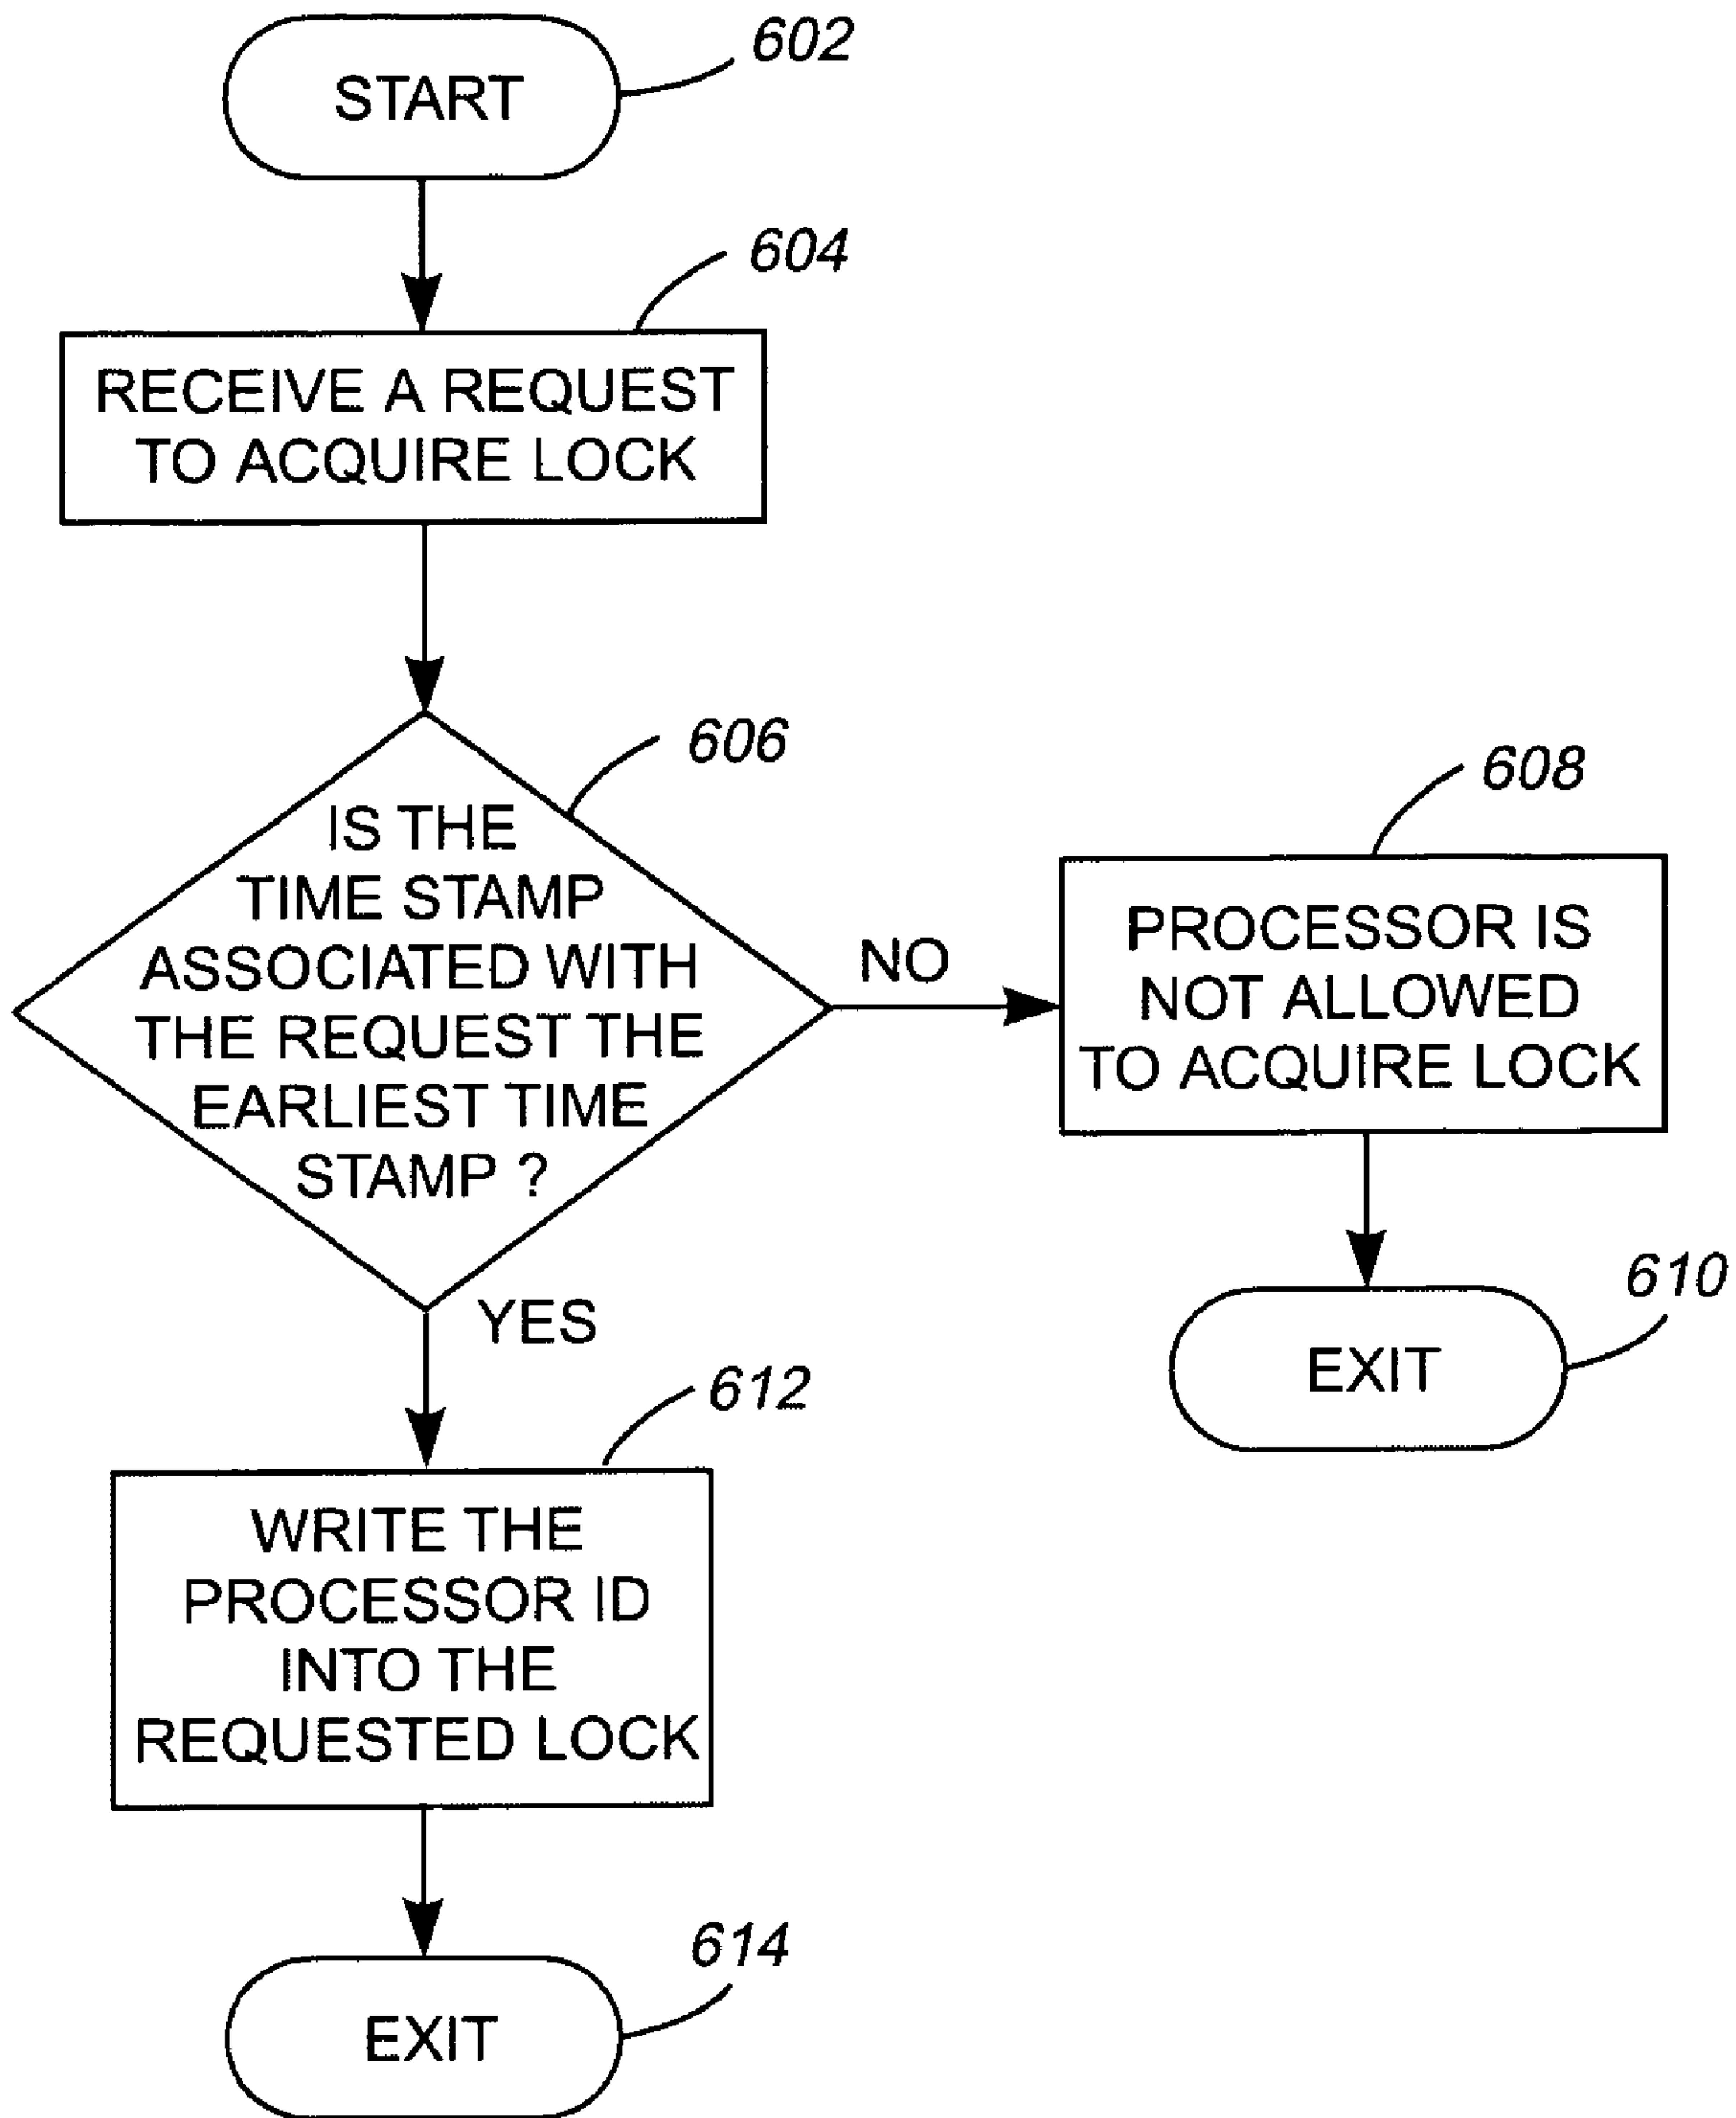 602
START
604
RECEIVE A REQUEST
TO ACQUIRE LOCK
606
IS THE
TIME STAMP
ASSOCIATED WITH
THE REQUEST THE
EARLIEST TIME
STAMP ?
NO
608
PROCESSOR IS
NOT ALLOWED
TO ACQUIRE LOCK
610
EXIT
YES
612
WRITE THE
PROCESSOR ID
INTO THE
REQUESTED LOCK
614
EXIT